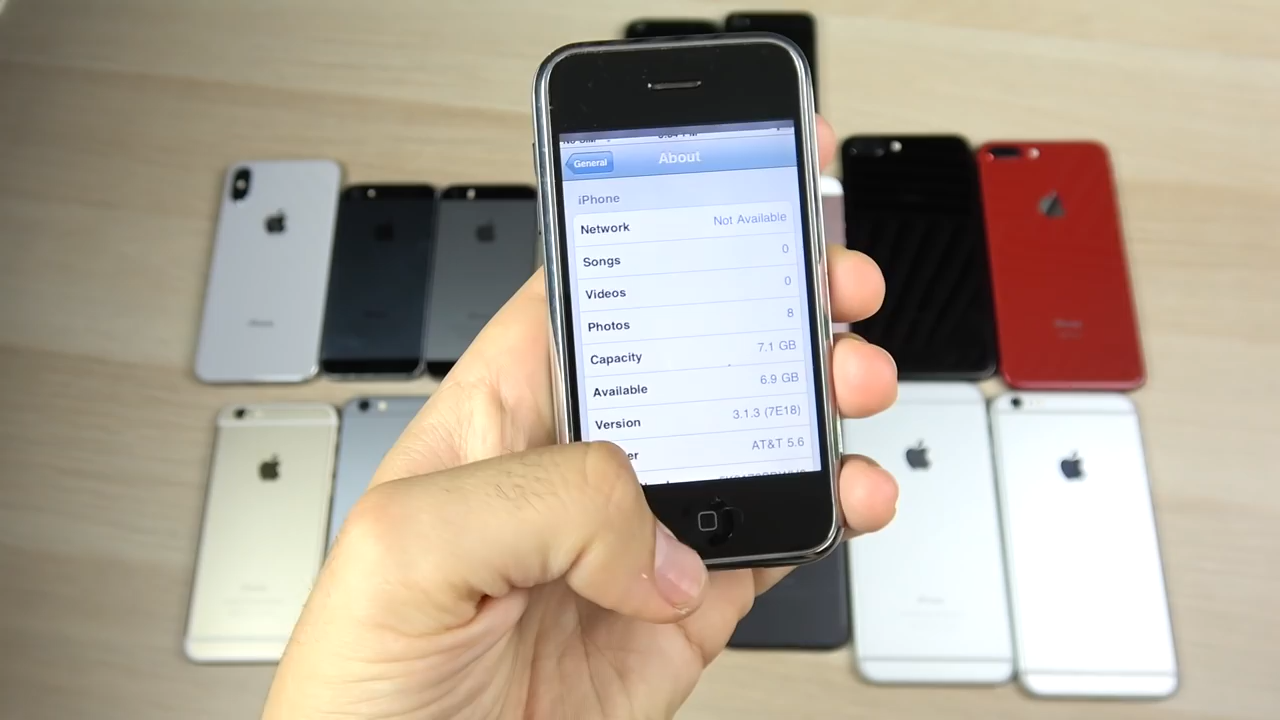 General
About
iPhone
Network Not Available
Songs 0
Videos 0
Photos 8
Capacity 7.1 GB
Available 6.9 GB
Version 3.1.3 (7E18)
er AT&T 5.6